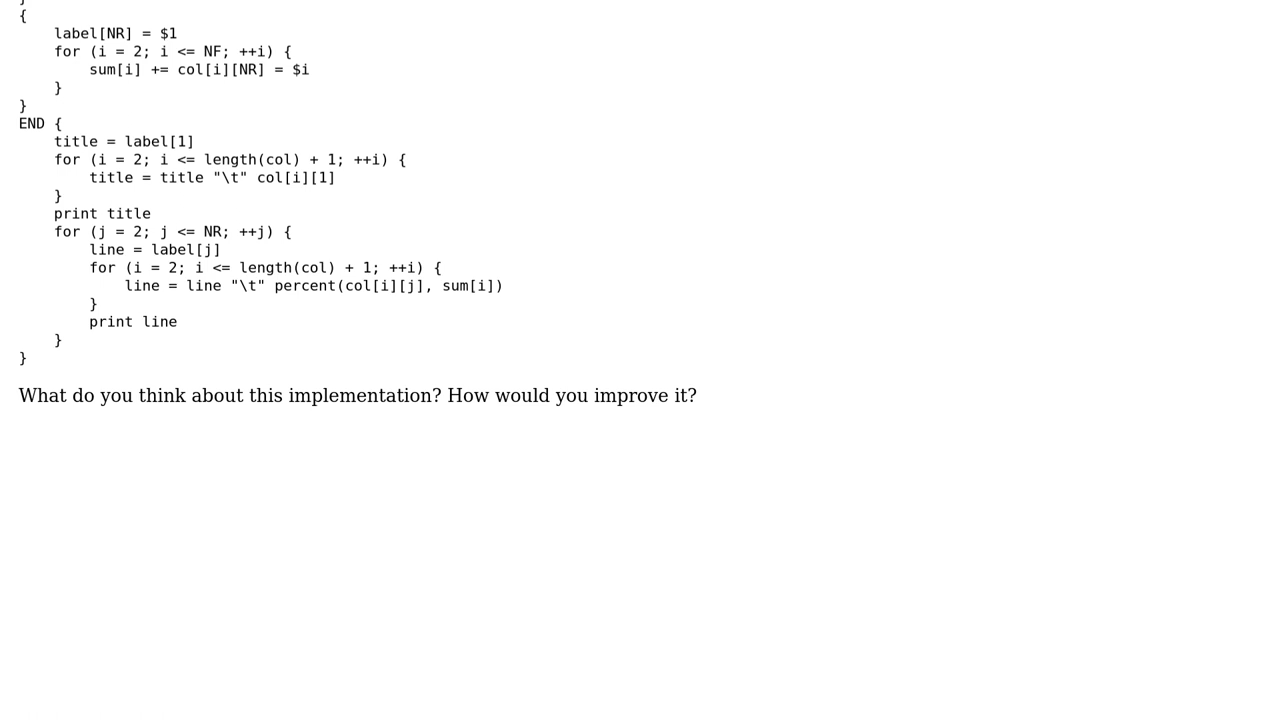 }
{
    label[NR] = $1
    for (i = 2; i <= NF; ++i) {
        sum[i] += col[i][NR] = $i
    }
}
END {
    title = label[1]
    for (i = 2; i <= length(col) + 1; ++i) {
        title = title "\t" col[i][1]
    }
    print title
    for (j = 2; j <= NR; ++j) {
        line = label[j]
        for (i = 2; i <= length(col) + 1; ++i) {
            line = line "\t" percent(col[i][j], sum[i])
        }
        print line
    }
}
What do you think about this implementation? How would you improve it?